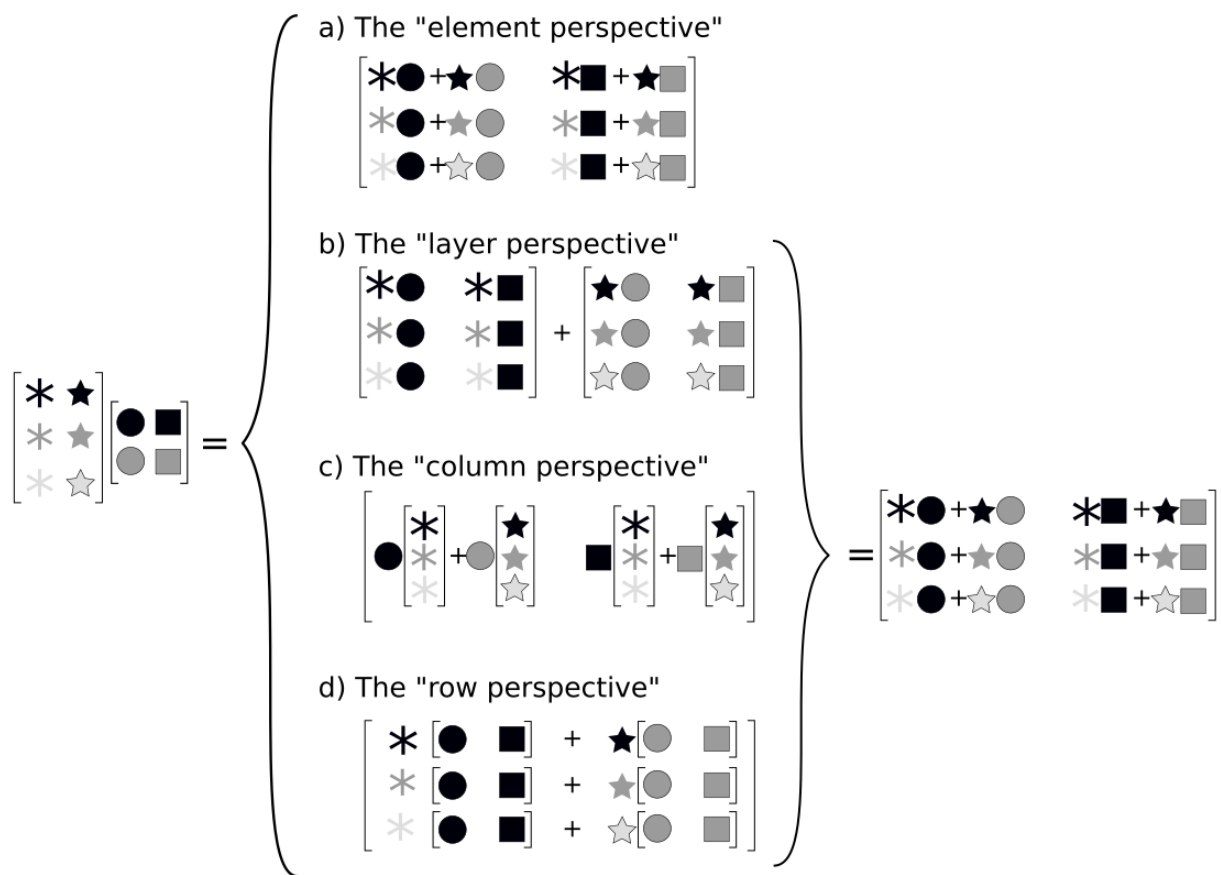 a) The "element perspective"
b) The "layer perspective"
c) The "column perspective"
d) The "row perspective"